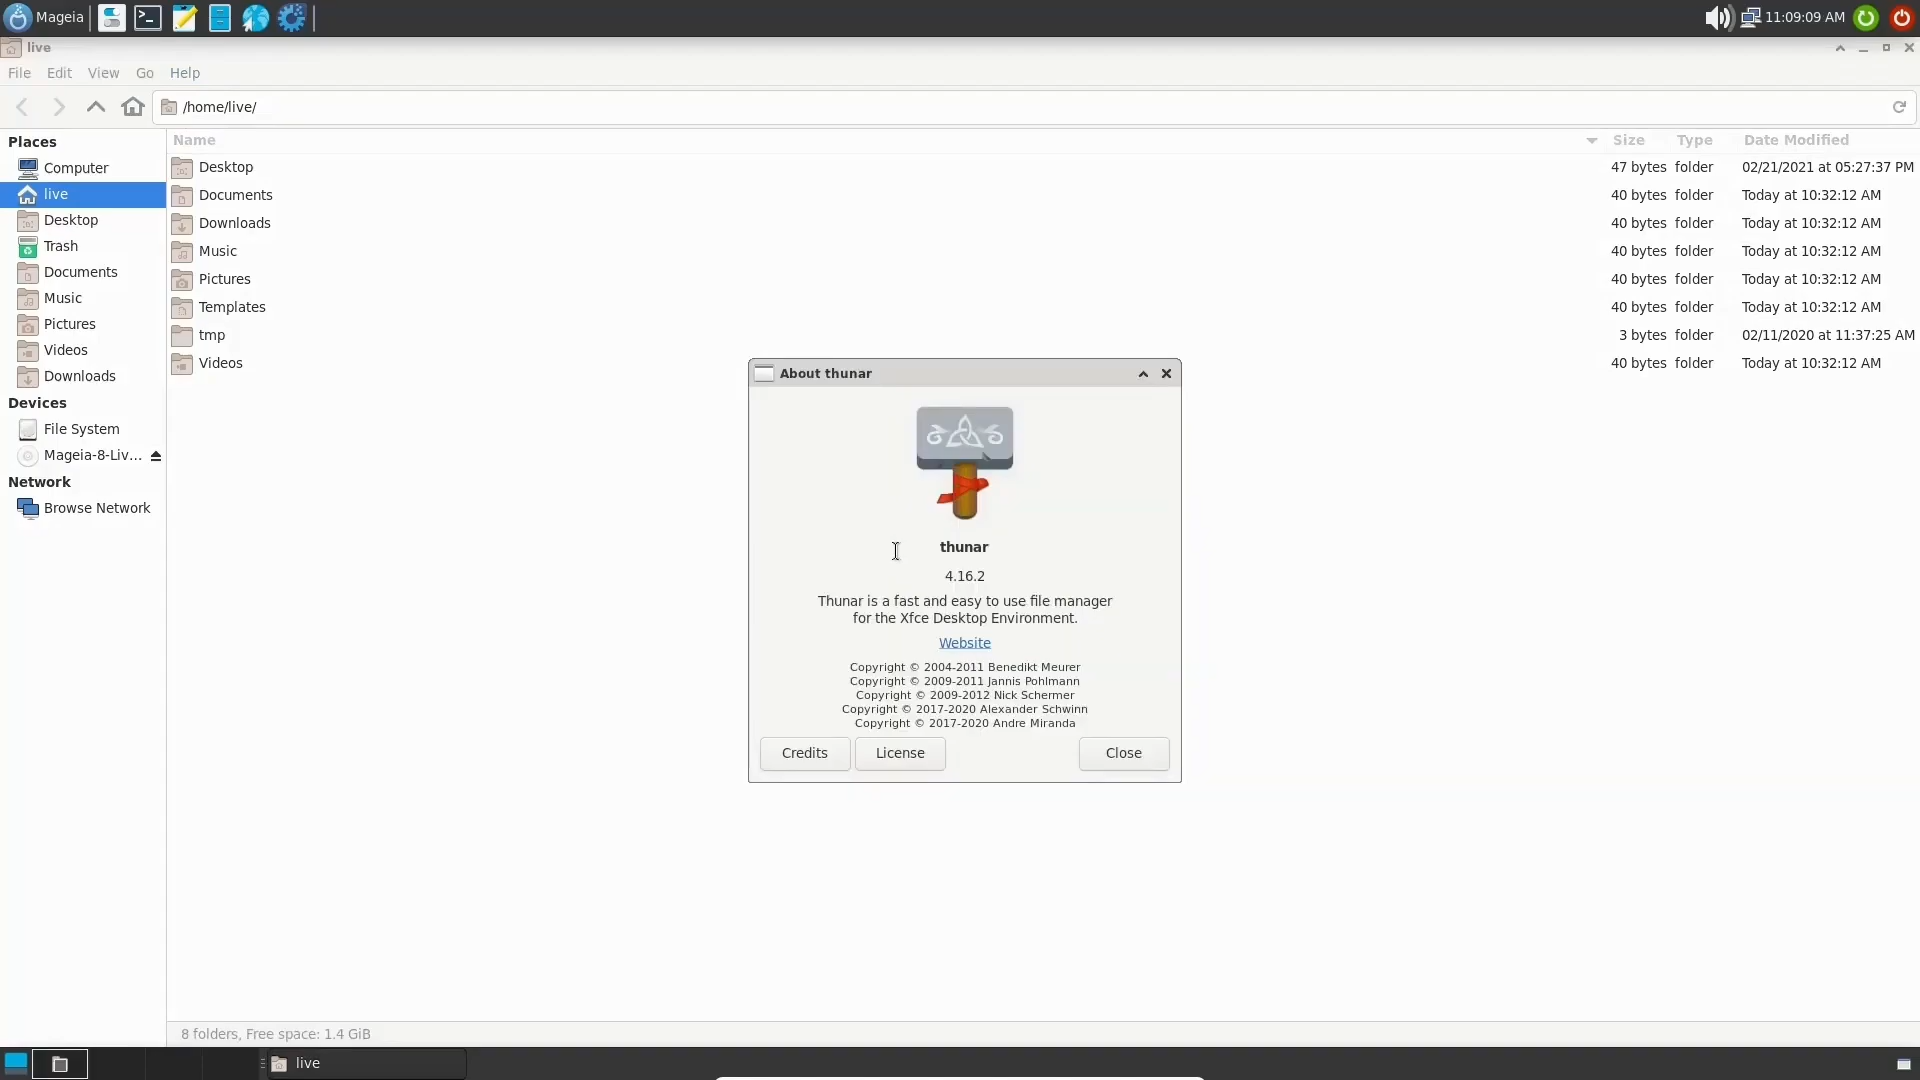 Mageia
11:09:09 AM
live
File Edit View Go Help
/home/live/
Places
Computer
live
Desktop
Trash
Documents
Music
Pictures
Videos
Downloads
Devices
File System
Mageia-8-Liv...
Network
Browse Network
Name Size Type Date Modified
Desktop 47 bytes folder 02/21/2021 at 05:27:37 PM
Documents 40 bytes folder Today at 10:32:12 AM
Downloads 40 bytes folder Today at 10:32:12 AM
Music 40 bytes folder Today at 10:32:12 AM
Pictures 40 bytes folder Today at 10:32:12 AM
Templates 40 bytes folder Today at 10:32:12 AM
tmp 3 bytes folder 02/11/2020 at 11:37:25 AM
Videos 40 bytes folder Today at 10:32:12 AM
About thunar
thunar
4.16.2
Thunar is a fast and easy to use file manager
for the Xfce Desktop Environment.
Website
Copyright © 2004-2011 Benedikt Meurer
Copyright © 2009-2011 Jannis Pohlmann
Copyright © 2009-2012 Nick Schermer
Copyright © 2017-2020 Alexander Schwinn
Copyright © 2017-2020 Andre Miranda
Credits License Close
8 folders, Free space: 1.4 GiB
live